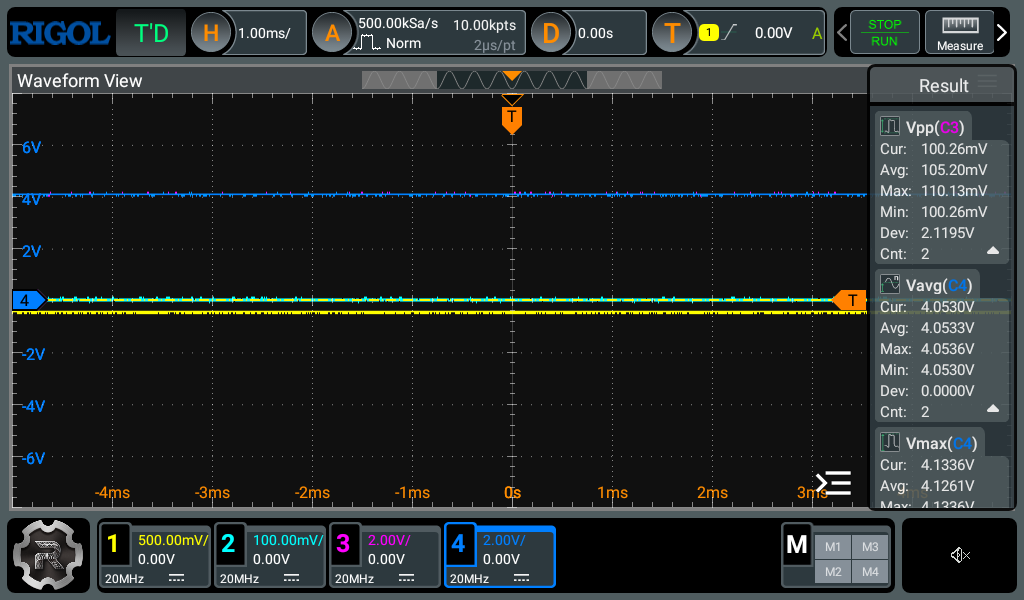 RIGOL T'D H 1.00ms/ A 500.00kSa/s 10.00kpts D 0.00s T 1 0.00V A STOP
Norm 2µs/pt RUN Measure
Waveform View
Result
T
6V
4V
2V
4
T
-2V
-4V
-6V
-4ms -3ms -2ms -1ms 0s 1ms 2ms 3ms
Vpp(C3)
Cur: 100.26mV
Avg: 105.20mV
Max: 110.13mV
Min: 100.26mV
Dev: 2.1195V
Cnt: 2
Vavg(C4)
Cur: 4.0530V
Avg: 4.0533V
Max: 4.0536V
Min: 4.0530V
Dev: 0.0000V
Cnt: 2
Vmax(C4)
Cur: 4.1336V
Avg: 4.1261V
Max: 4.1336V
R
1 500.00mV/ 2 100.00mV/ 3 2.00V/ 4 2.00V/
0.00V 0.00V 0.00V 0.00V
20MHz 20MHz 20MHz 20MHz
M M1 M3
M2 M4